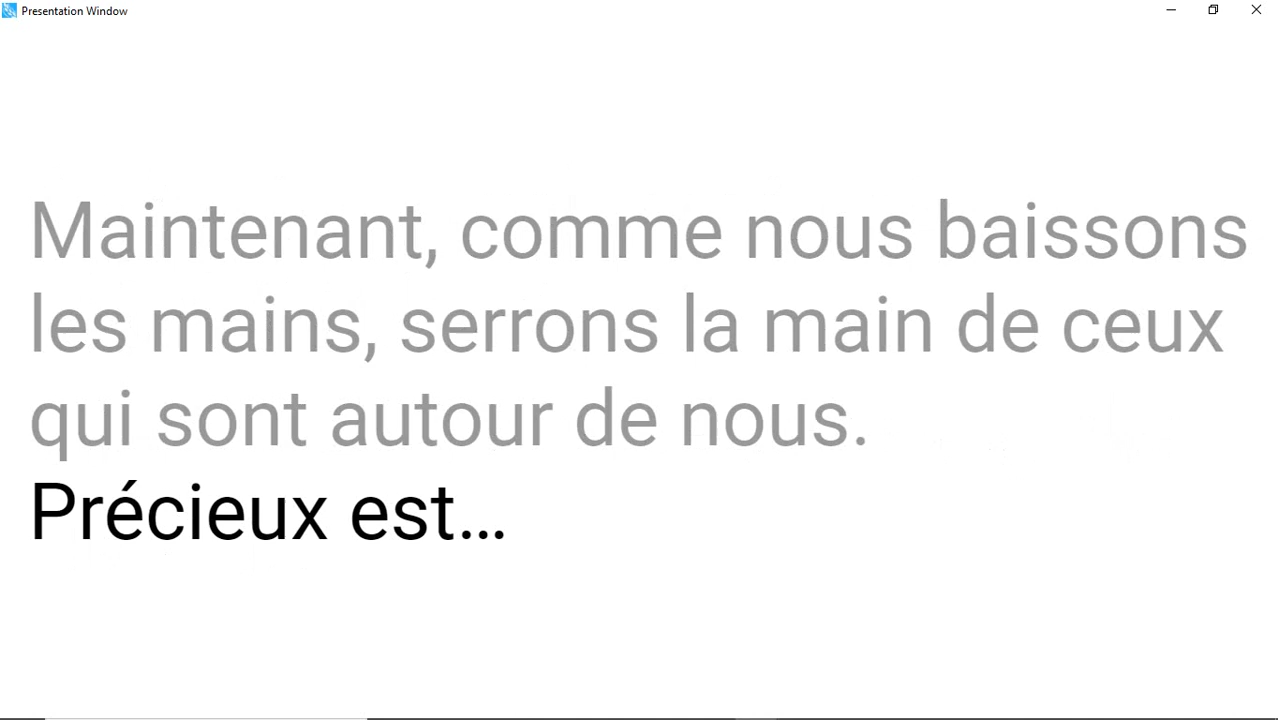 Presentation Window
Maintenant, comme nous baissons
les mains, serrons la main de ceux
qui sont autour de nous.
Précieux est...